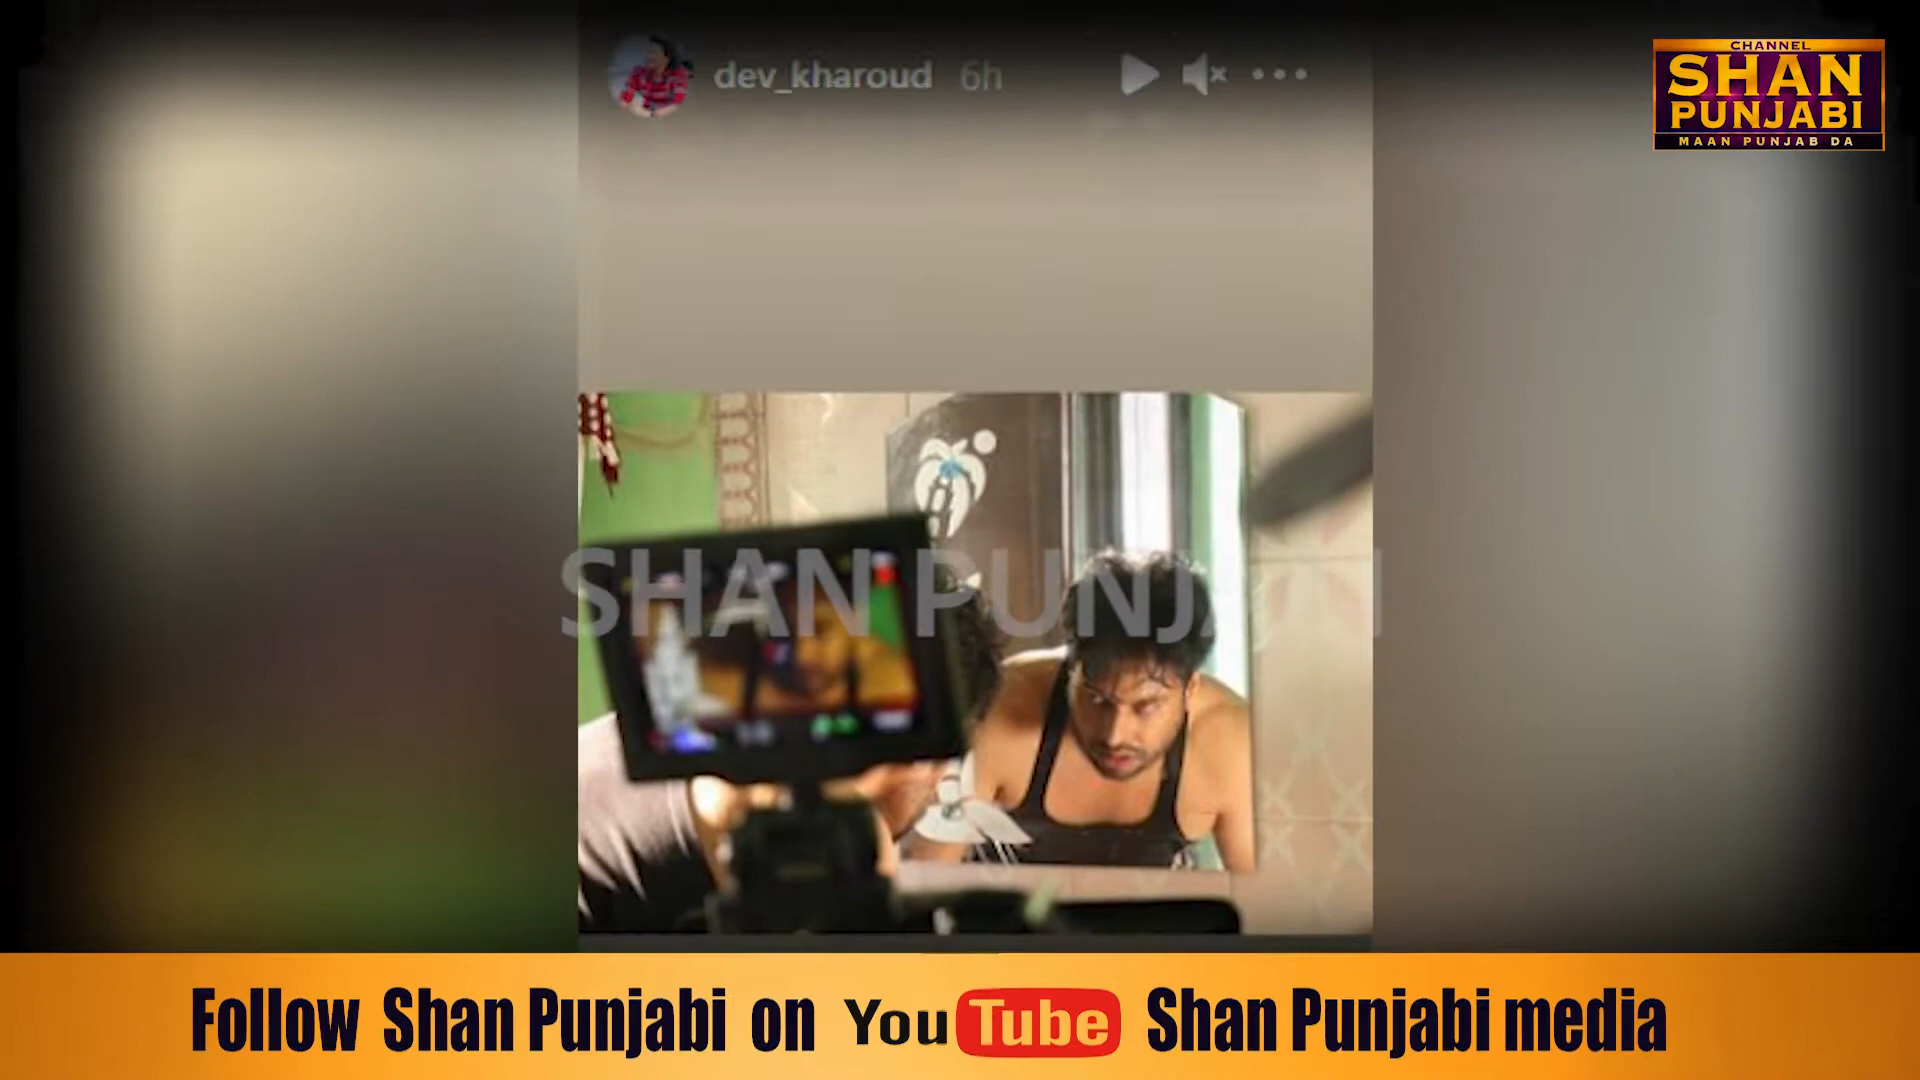 dev_kharoud 6h
CHANNEL
SHAN
PUNJABI
MAAN PUNJAB DA
SHAN PUNJABI
Follow Shan Punjabi on YouTube Shan Punjabi media